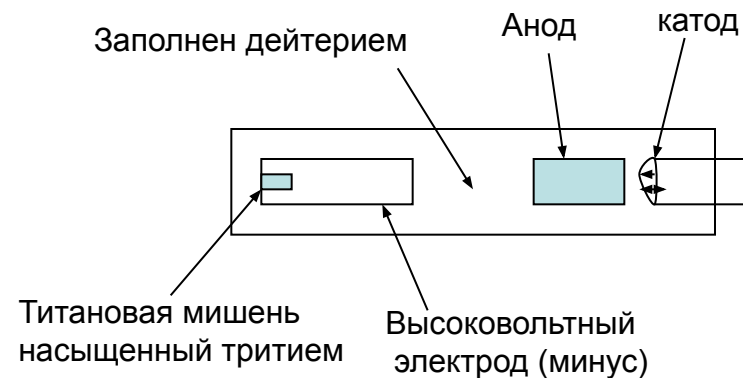 Заполнен дейтерием
Анод
катод
Титановая мишень
насыщенный тритием
Высоковольтный
электрод (минус)